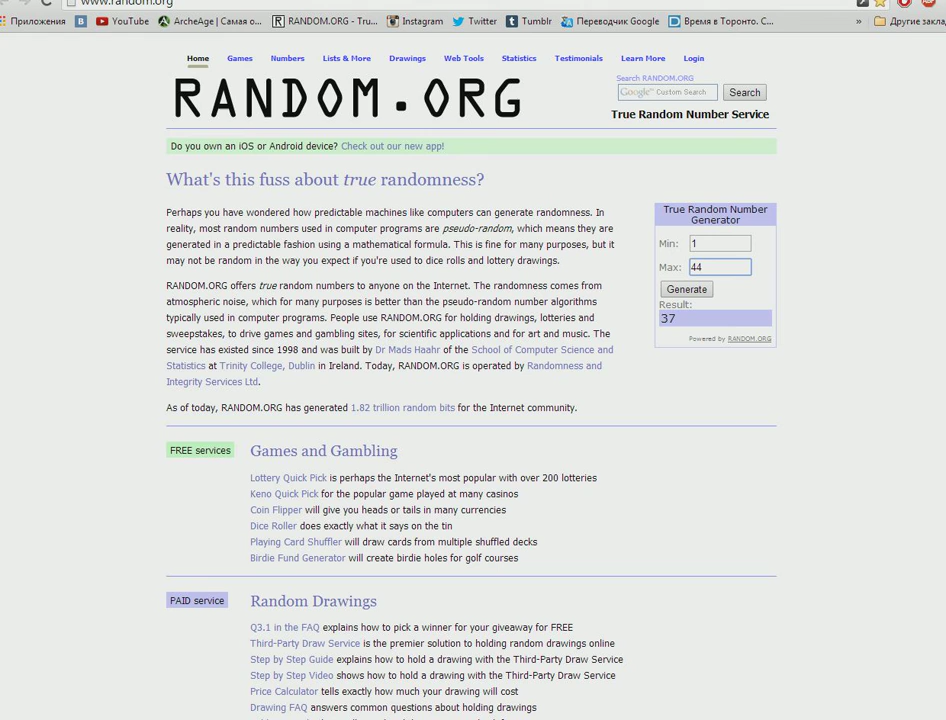 www.random.org
Приложения YouTube ArcheAge | Самая о... RANDOM.ORG - Tru... Instagram Twitter Tumblr Переводчик Google Время в Торонто. С... » Другие закла
Home Games Numbers Lists & More Drawings Web Tools Statistics Testimonials Learn More Login
RANDOM.ORG
Search RANDOM.ORG
Google™ Custom Search Search
True Random Number Service
Do you own an iOS or Android device? Check out our new app!
What's this fuss about true randomness?
Perhaps you have wondered how predictable machines like computers can generate randomness. In
reality, most random numbers used in computer programs are pseudo-random, which means they are
generated in a predictable fashion using a mathematical formula. This is fine for many purposes, but it
may not be random in the way you expect if you're used to dice rolls and lottery drawings.
RANDOM.ORG offers true random numbers to anyone on the Internet. The randomness comes from
atmospheric noise, which for many purposes is better than the pseudo-random number algorithms
typically used in computer programs. People use RANDOM.ORG for holding drawings, lotteries and
sweepstakes, to drive games and gambling sites, for scientific applications and for art and music. The
service has existed since 1998 and was built by Dr Mads Haahr of the School of Computer Science and
Statistics at Trinity College, Dublin in Ireland. Today, RANDOM.ORG is operated by Randomness and
Integrity Services Ltd.
As of today, RANDOM.ORG has generated 1.82 trillion random bits for the Internet community.
True Random Number
Generator
Min: 1
Max: 44
Generate
Result:
37
Powered by RANDOM.ORG
FREE services
Games and Gambling
Lottery Quick Pick is perhaps the Internet's most popular with over 200 lotteries
Keno Quick Pick for the popular game played at many casinos
Coin Flipper will give you heads or tails in many currencies
Dice Roller does exactly what it says on the tin
Playing Card Shuffler will draw cards from multiple shuffled decks
Birdie Fund Generator will create birdie holes for golf courses
PAID service
Random Drawings
Q3.1 in the FAQ explains how to pick a winner for your giveaway for FREE
Third-Party Draw Service is the premier solution to holding random drawings online
Step by Step Guide explains how to hold a drawing with the Third-Party Draw Service
Step by Step Video shows how to hold a drawing with the Third-Party Draw Service
Price Calculator tells exactly how much your drawing will cost
Drawing FAQ answers common questions about holding drawings